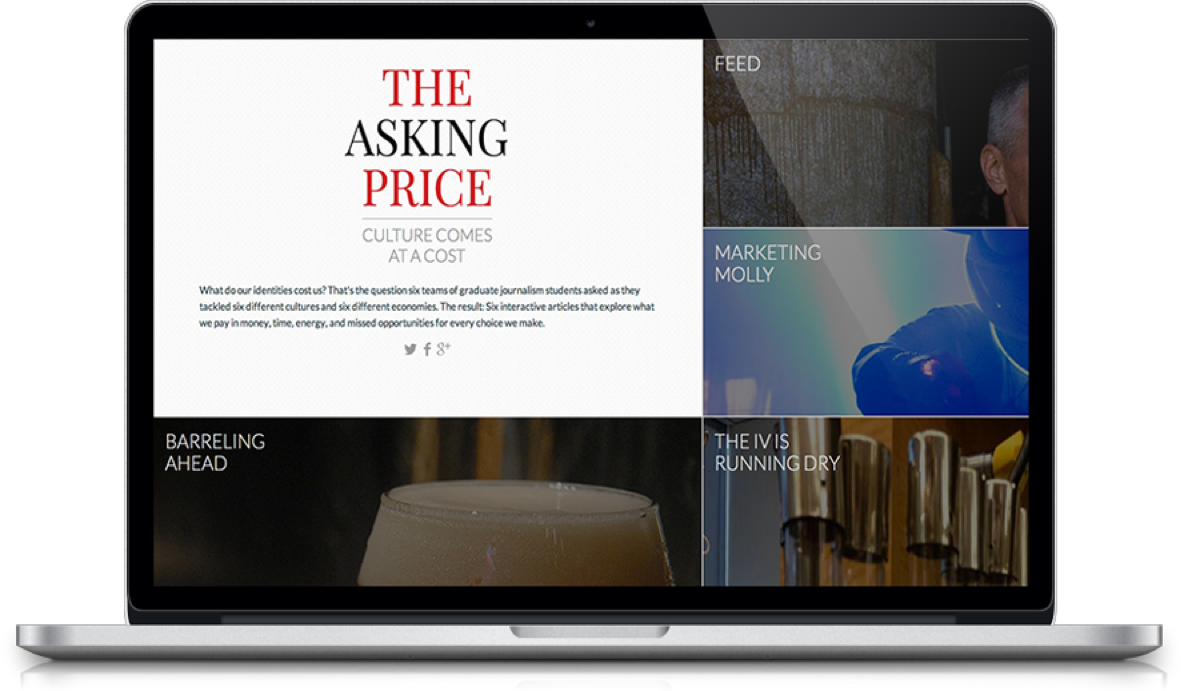 THE
ASKING
PRICE
CULTURE COMES
AT A COST
What do our identities cost us? That's the question six teams of graduate journalism students asked as they
tackled six different cultures and six different economies. The result: Six interactive articles that explore what
we pay in money, time, energy, and missed opportunities for every choice we make.
g+
FEED
MARKETING
MOLLY
BARRELING
AHEAD
THE IV IS
RUNNING DRY